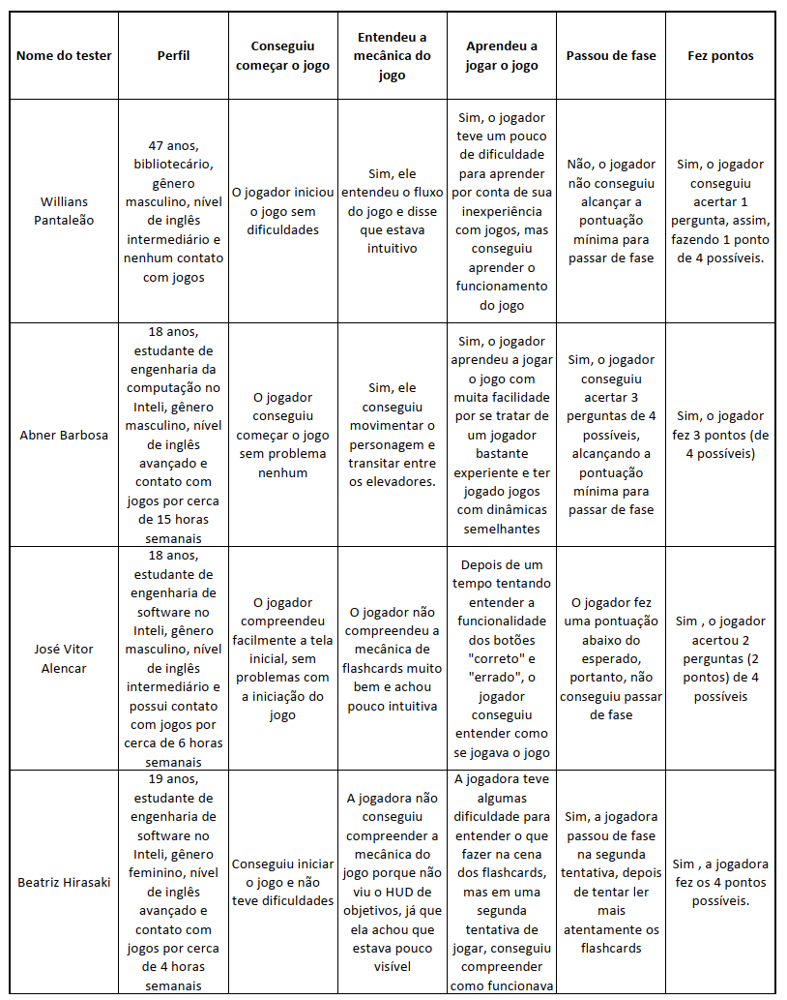 Nome do tester
Perfil
Conseguiu
começar o jogo
Entendeu a
mecânica do
jogo
Aprendeu a
jogar o jogo
Passou de fase
Fez pontos
Willians
Pantaleão
47 anos,
bibliotecário,
gênero
masculino, nível
de inglês
intermediário e
nenhum contato
com jogos
O jogador iniciou
o jogo sem
dificuldades
Sim, ele
entendeu o fluxo
do jogo e disse
que estava
intuitivo
Sim, o jogador
teve um pouco
de dificuldade
para aprender
por conta de sua
inexperiência
com jogos, mas
conseguiu
aprender o
funcionamento
do jogo
Não, o jogador
não conseguiu
alcançar a
pontuação
mínima para
passar de fase
Sim, o jogador
conseguiu
acertar 1
pergunta, assim,
fazendo 1 ponto
de 4 possíveis.
Abner Barbosa
18 anos,
estudante de
engenharia da
computação no
Inteli, gênero
masculino, nível
de inglês
avançado e
contato com
jogos por cerca
de 15 horas
semanais
O jogador
conseguiu
começar o jogo
sem problema
nenhum
Sim, ele
conseguiu
movimentar o
personagem e
transitar entre
os elevadores.
Sim, o jogador
aprendeu a jogar
o jogo com
muita facilidade
por se tratar de
um jogador
bastante
experiente e ter
jogado jogos
com dinâmicas
semelhantes
Sim, o jogador
conseguiu
acertar 3
perguntas de 4
possíveis,
alcançando a
pontuação
mínima para
passar de fase
Sim, o jogador
fez 3 pontos (de
4 possíveis)
José Vitor
Alencar
18 anos,
estudante de
engenharia de
software no
Inteli, gênero
masculino, nível
de inglês
intermediário e
possui contato
com jogos por
cerca de 6 horas
semanais
O jogador
compreendeu
facilmente a tela
inicial, sem
problemas com
a iniciação do
jogo
O jogador não
compreendeu a
mecânica de
flashcards muito
bem e achou
pouco intuitiva
Depois de um
tempo tentando
entender a
funcionalidade
dos botões
"correto" e
"errado", o
jogador
conseguiu
entender como
se jogava o jogo
O jogador fez
uma pontuação
abaixo do
esperado,
portanto, não
conseguiu passar
de fase
Sim , o jogador
acertou 2
perguntas (2
pontos) de 4
possíveis
Beatriz Hirasaki
19 anos,
estudante de
engenharia de
software no
Inteli, gênero
feminino, nível
de inglês
avançado e
contato com
jogos por cerca
de 4 horas
semanais
Conseguiu iniciar
o jogo e não
teve dificuldades
A jogadora não
conseguiu
compreender a
mecânica do
jogo porque não
viu o HUD de
objetivos, já que
ela achou que
estava pouco
visível
A jogadora teve
algumas
dificuldade para
entender o que
fazer na cena
dos flashcards,
mas em uma
segunda
tentativa de
jogar, conseguiu
compreender
como funcionava
Sim, a jogadora
passou de fase
na segunda
tentativa, depois
de tentar ler
mais
atentamente os
flashcards
Sim , a jogadora
fez os 4 pontos
possíveis.